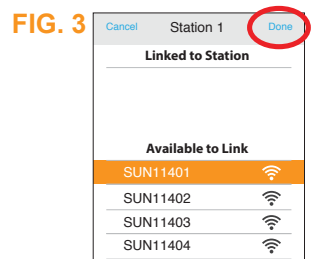 FIG. 3
Cancel Station 1 Done
Linked to Station
Available to Link
SUN11401
SUN11402
SUN11403
SUN11404